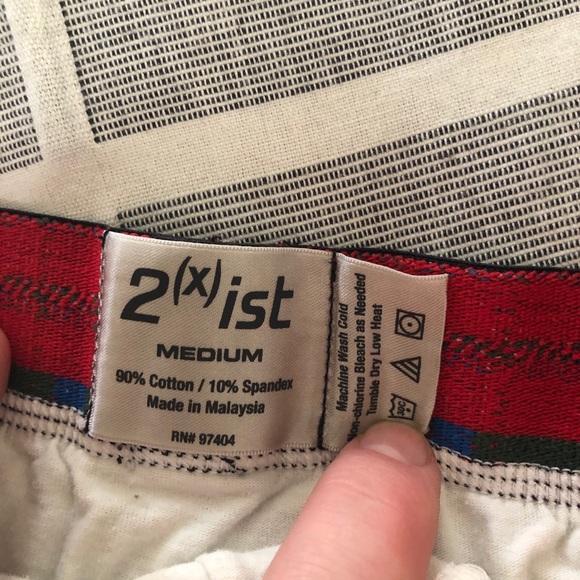 2(x)ist
MEDIUM
90% Cotton / 10% Spandex
Made in Malaysia
RN# 97404
Machine Wash Cold
Non-chlorine Bleach as Needed
Tumble Dry Low Heat
30C